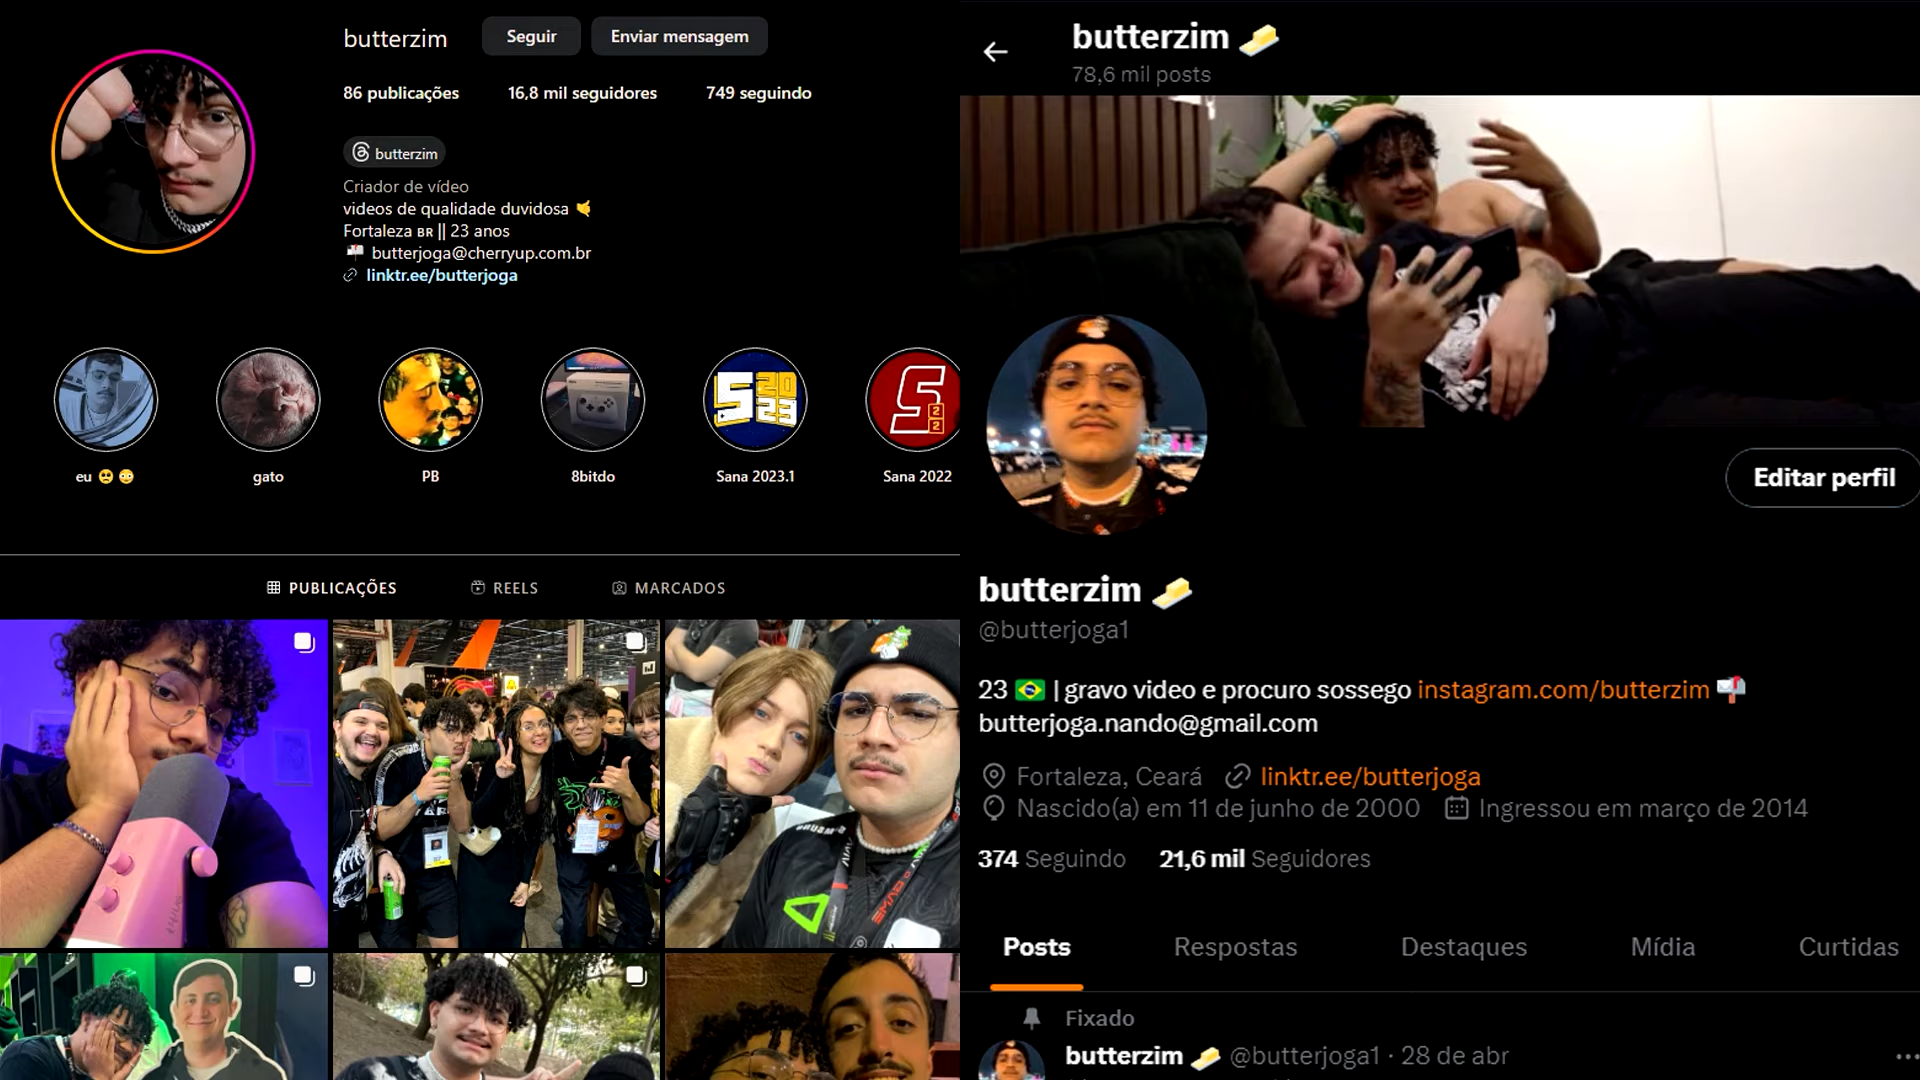 butterzim
Seguir
Enviar mensagem
86 publicações
16,8 mil seguidores
749 seguindo
butterzim
Criador de vídeo
videos de qualidade duvidosa 🤙
Fortaleza ʙʀ || 23 anos
📬 butterjoga@cherryup.com.br
linktr.ee/butterjoga
S 2023
S 22
eu 🥺 😳
gato
PB
8bitdo
Sana 2023.1
Sana 2022
PUBLICAÇÕES
REELS
MARCADOS
butterzim 🧈
78,6 mil posts
Editar perfil
butterzim 🧈
@butterjoga1
23 🇧🇷 | gravo video e procuro sossego instagram.com/butterzim 📬
butterjoga.nando@gmail.com
Fortaleza, Ceará linktr.ee/butterjoga
Nascido(a) em 11 de junho de 2000 Ingressou em março de 2014
374 Seguindo 21,6 mil Seguidores
Posts
Respostas
Destaques
Mídia
Curtidas
Fixado
butterzim 🧈 @butterjoga1 · 28 de abr